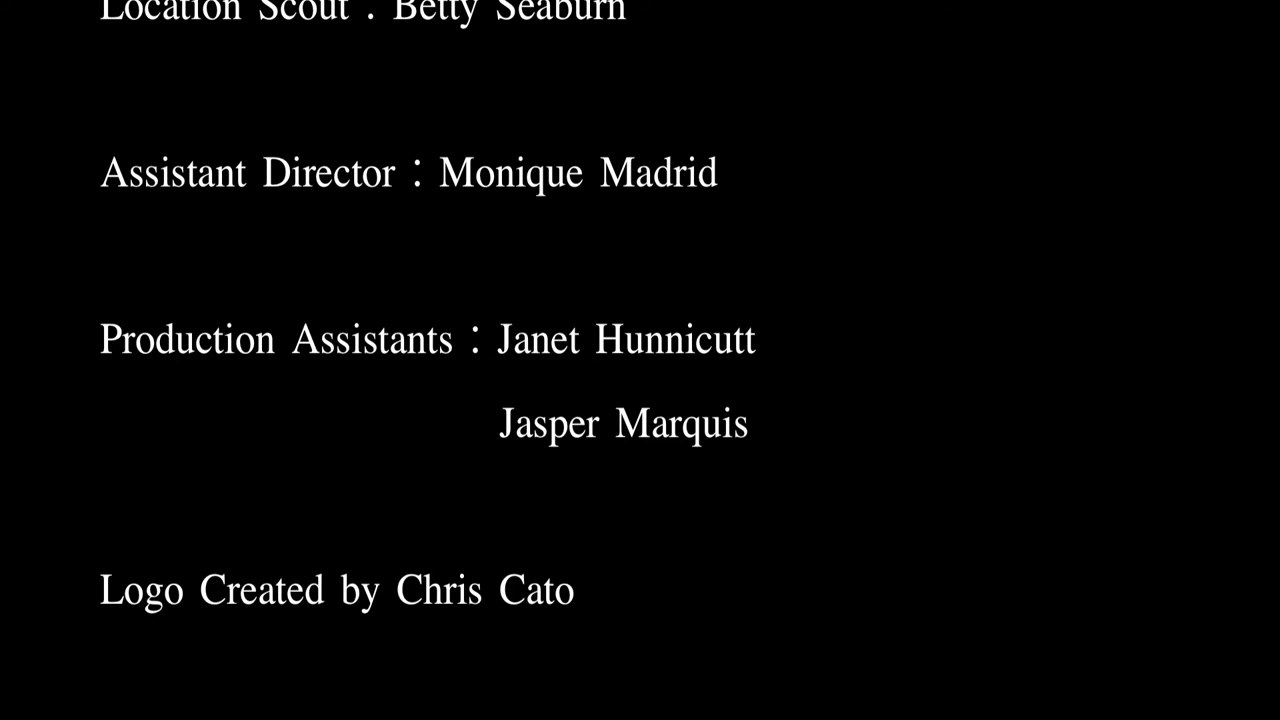 Location Scout : Betty Seaburn
Assistant Director : Monique Madrid
Production Assistants : Janet Hunnicutt
Jasper Marquis
Logo Created by Chris Cato